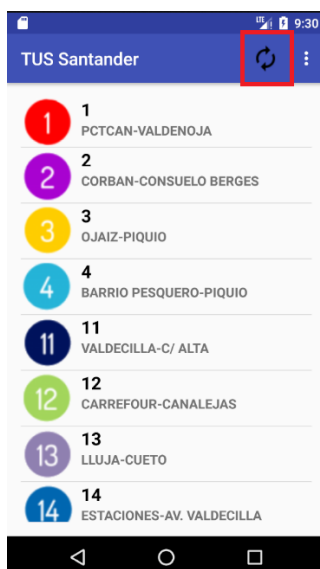 LTE 9:30
TUS Santander
1
1
PCTCAN-VALDENOJA
2
2
CORBAN-CONSUELO BERGES
3
3
OJAIZ-PIQUIO
4
4
BARRIO PESQUERO-PIQUIO
11
11
VALDECILLA-C/ ALTA
12
12
CARREFOUR-CANALEJAS
13
13
LLUJA-CUETO
14
14
ESTACIONES-AV. VALDECILLA